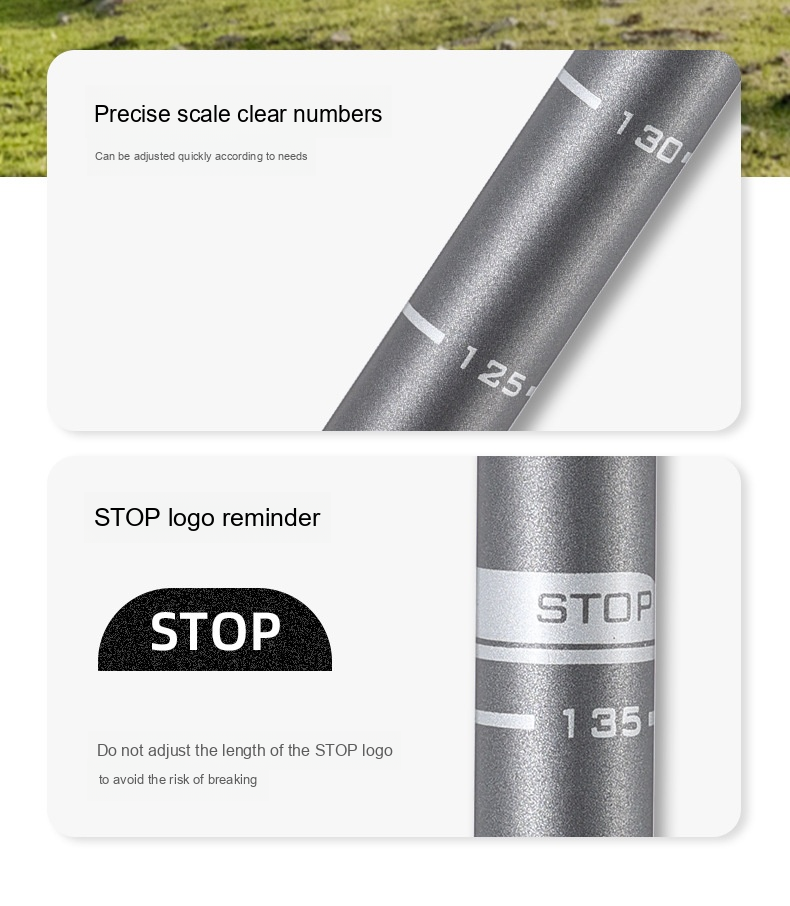 Precise scale clear numbers
Can be adjusted quickly according to needs
130
125
STOP logo reminder
STOP
STOP
135
Do not adjust the length of the STOP logo
to avoid the risk of breaking